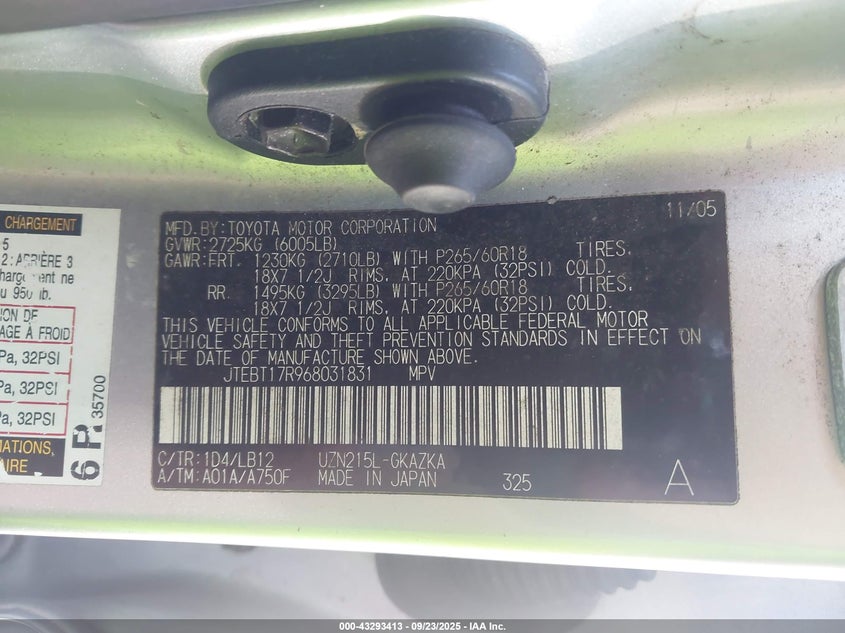 CHARGEMENT
5
2: ARRIÈRE 3
ne
950 lb.
ON DE
AGE À FROID
Pa, 32PSI
a, 32PSI
a, 32PSI
MATIONS,
AIRE
6 P
35700
11/05
MFD.BY:TOYOTA MOTOR CORPORATION
GVWR:2725KG (6005LB)
GAWR:FRT. 1230KG (2710LB) WITH P265/60R18 TIRES.
18X7 1/2J RIMS, AT 220KPA (32PSI) COLD.
RR. 1495KG (3295LB) WITH P265/60R18 TIRES.
18X7 1/2J RIMS, AT 220KPA (32PSI) COLD.
THIS VEHICLE CONFORMS TO ALL APPLICABLE FEDERAL MOTOR
VEHICLE SAFETY AND THEFT PREVENTION STANDARDS IN EFFECT ON
THE DATE OF MANUFACTURE SHOWN ABOVE.
JTEBT17R968031831 MPV
C/TR:1D4/LB12 UZN215L-GKAZKA
A/TM:A01A/A750F MADE IN JAPAN 325 A
000-43293413 - 09/23/2025 - IAA Inc.